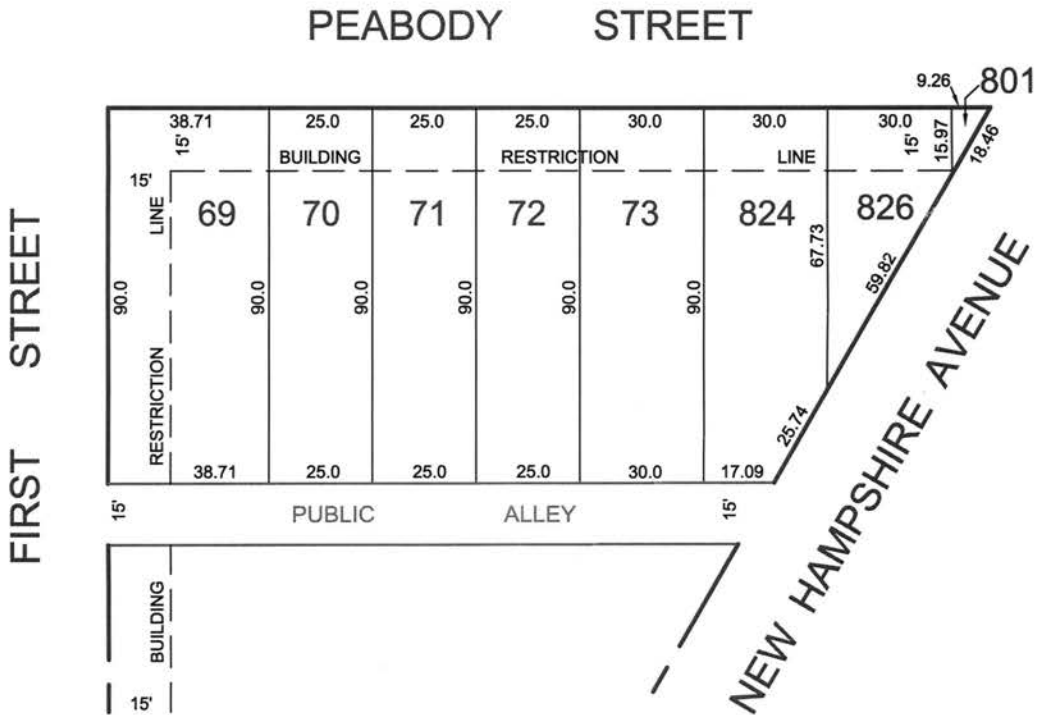 PEABODY STREET
9.26 801
38.71 25.0 25.0 25.0 30.0 30.0 30.0
15' 15' 15.97 18.46
BUILDING RESTRICTION LINE
15'
69 70 71 72 73 824 826
LINE
67.73
59.82
90.0 90.0 90.0 90.0 90.0 90.0
RESTRICTION
25.74
38.71 25.0 25.0 25.0 30.0 17.09
15' PUBLIC ALLEY 15'
BUILDING
15'
FIRST STREET
NEW HAMPSHIRE AVENUE